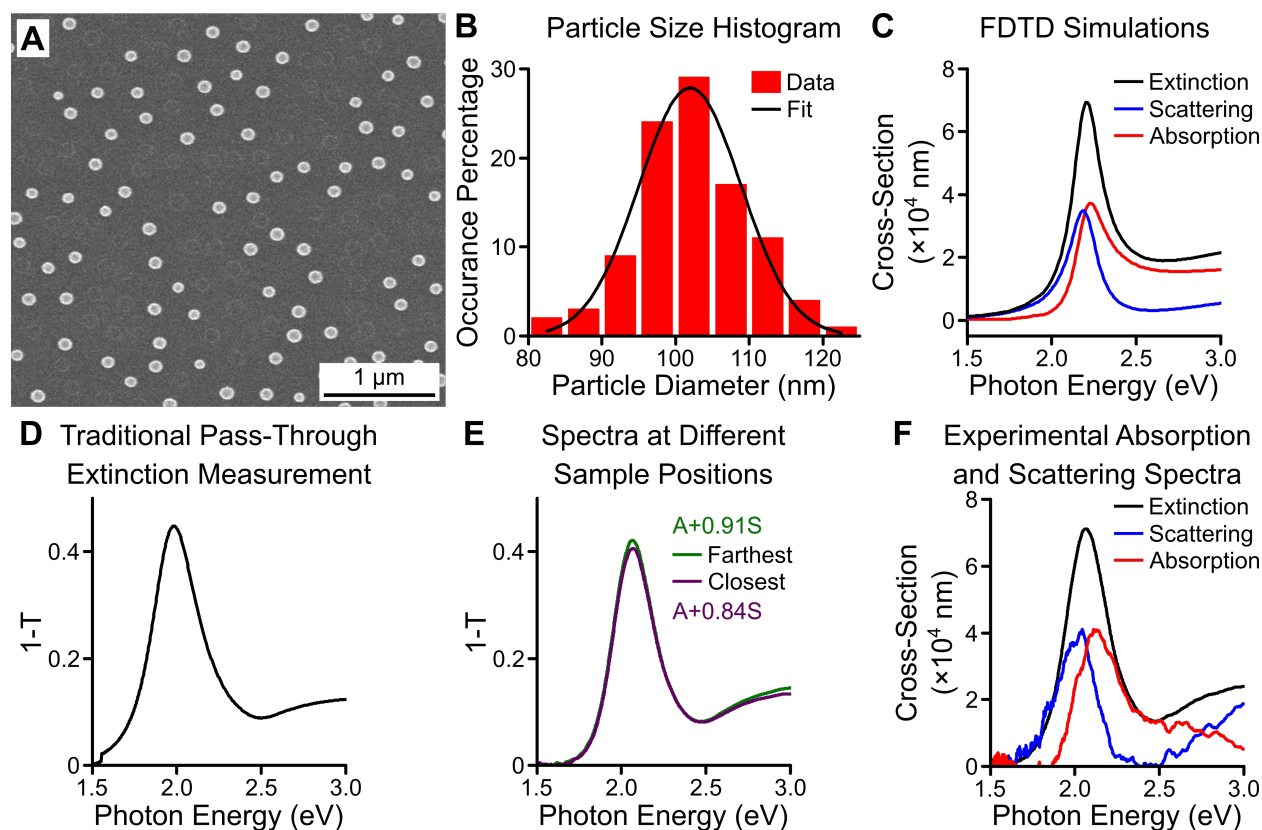 A
1 μm
B Particle Size Histogram
Occurance Percentage
30
20
10
0
80 90 100 110 120
Particle Diameter (nm)
Data
Fit
C FDTD Simulations
Cross-Section
(×10⁴ nm)
8
6
4
2
0
1.5 2.0 2.5 3.0
Photon Energy (eV)
Extinction
Scattering
Absorption
D Traditional Pass-Through
Extinction Measurement
1-T
0.4
0.2
0
1.5 2.0 2.5 3.0
Photon Energy (eV)
E Spectra at Different
Sample Positions
1-T
0.4
0.2
0
1.5 2.0 2.5 3.0
Photon Energy (eV)
A+0.91S
Farthest
Closest
A+0.84S
F Experimental Absorption
and Scattering Spectra
Cross-Section
(×10⁴ nm)
8
6
4
2
0
1.5 2.0 2.5 3.0
Photon Energy (eV)
Extinction
Scattering
Absorption